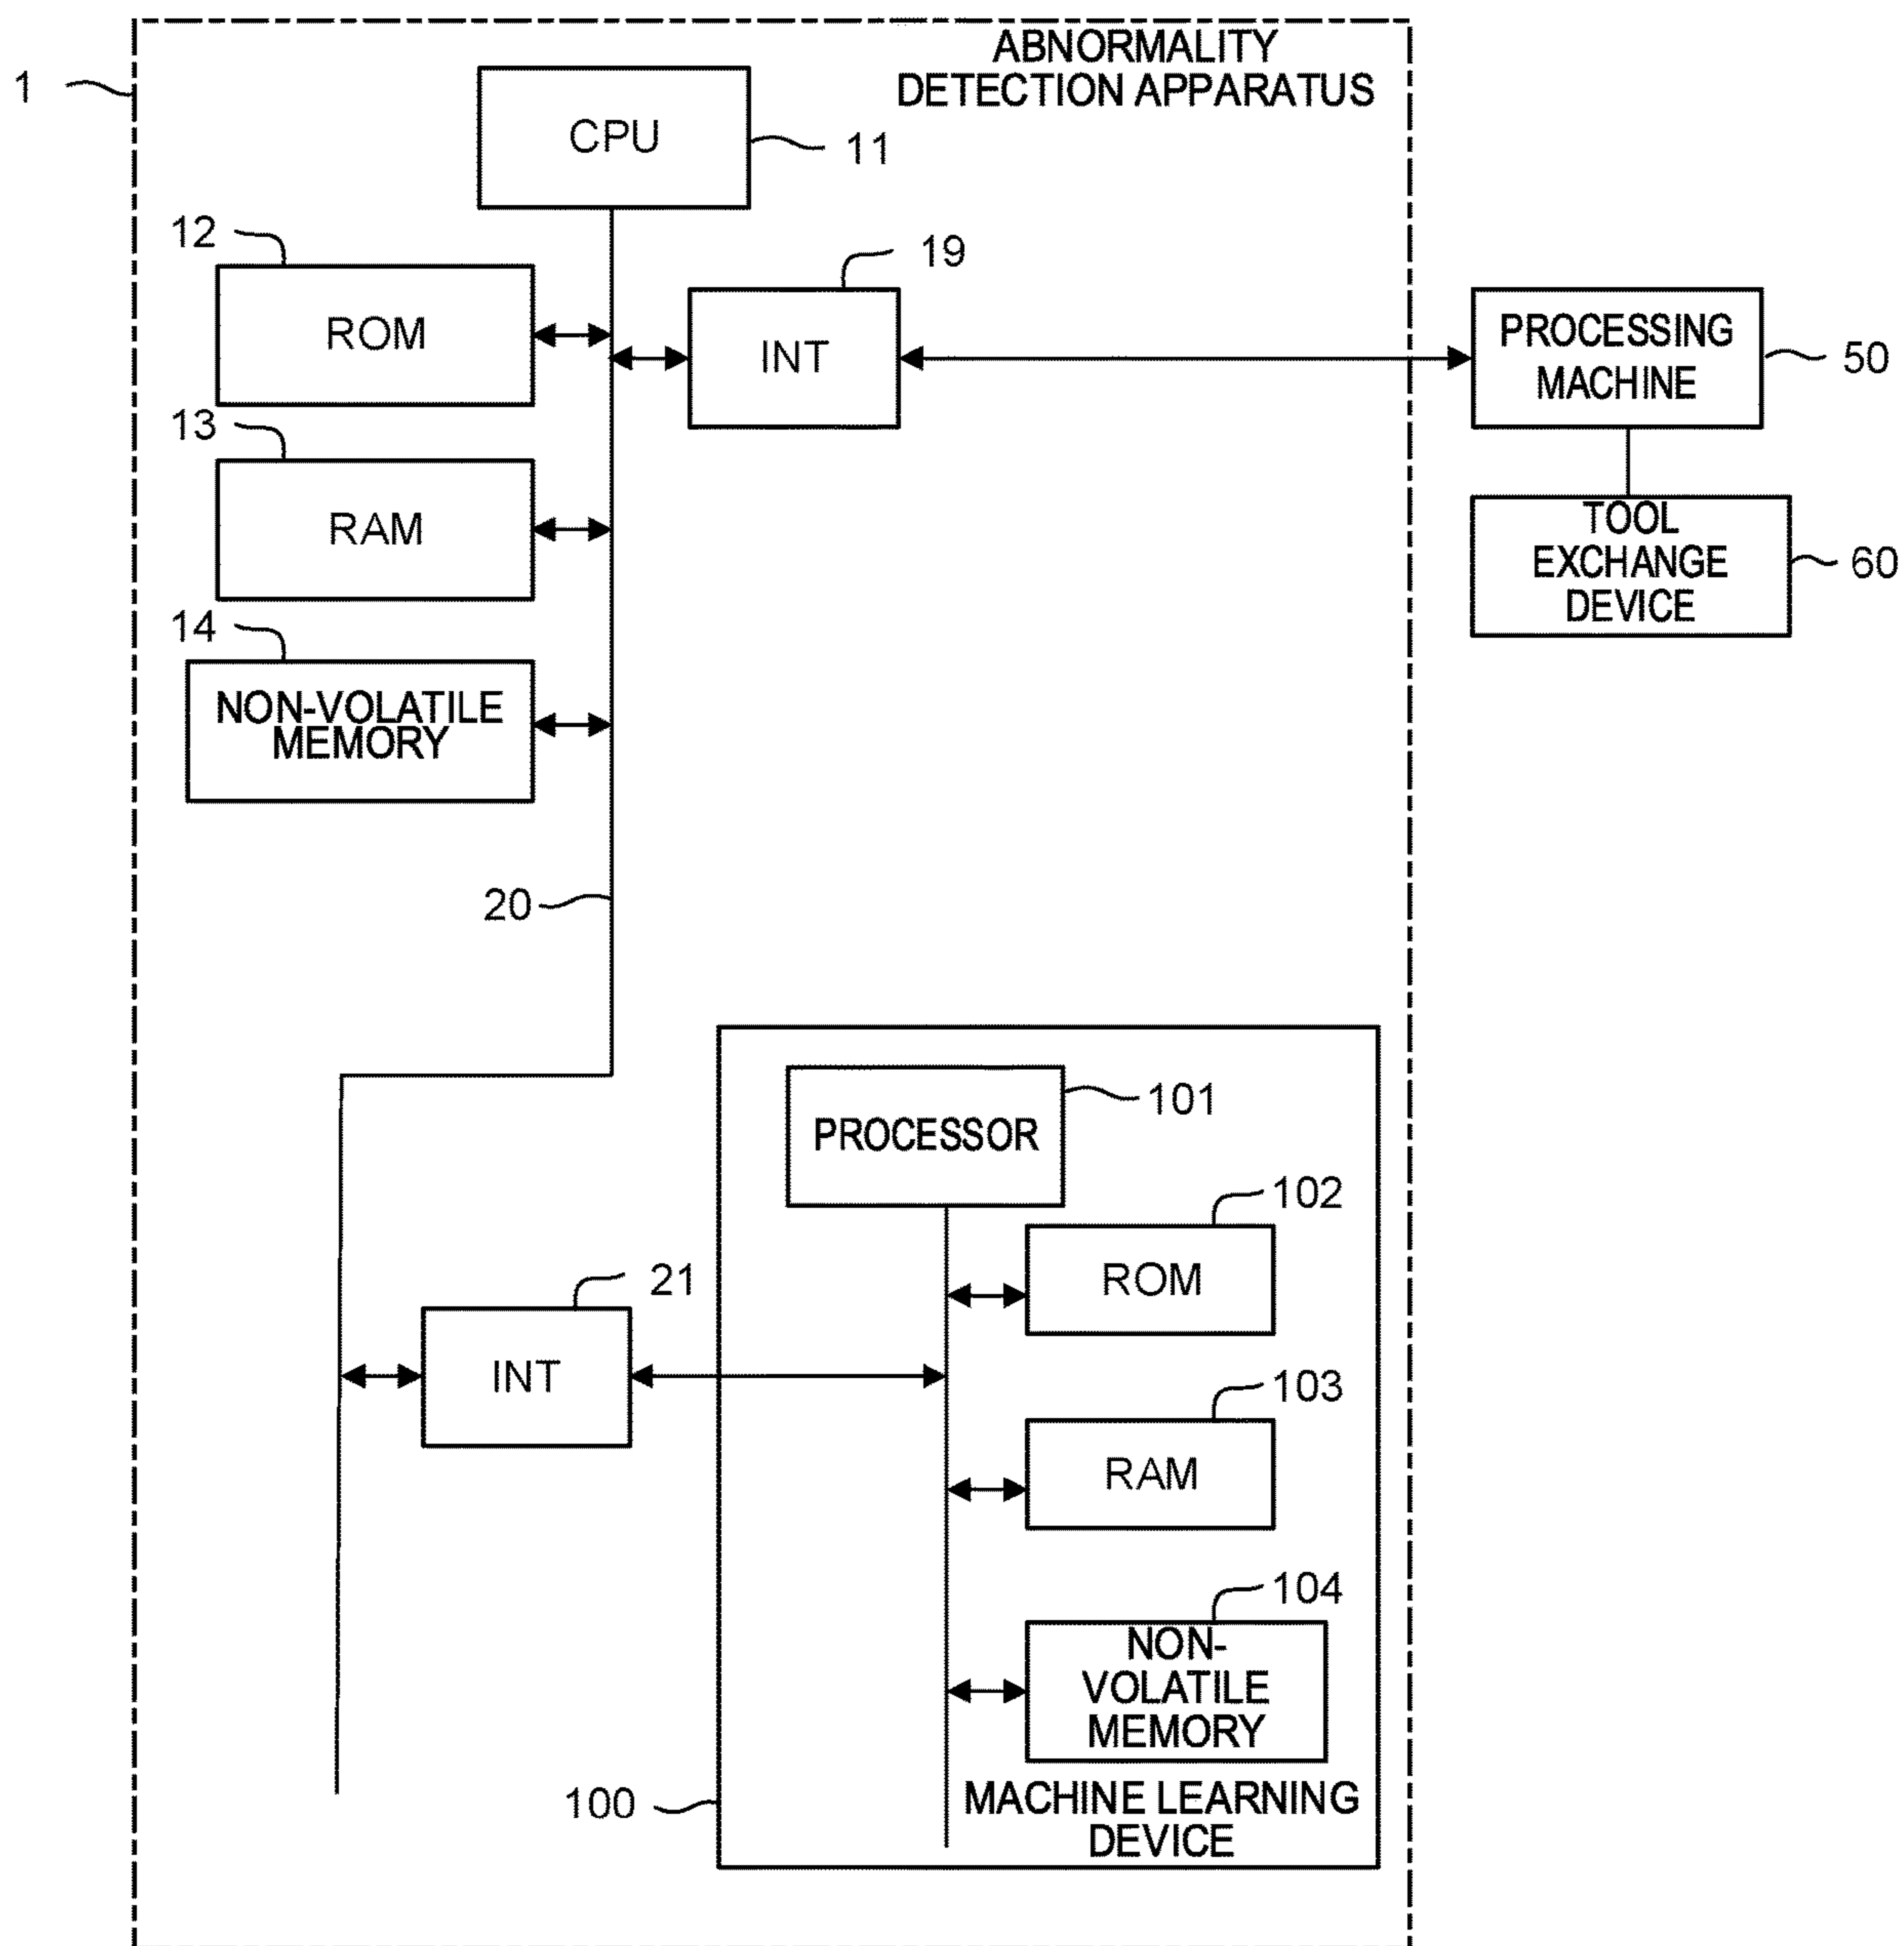 ABNORMALITY
DETECTION APPARATUS
1
CPU
11
12
ROM
19
INT
PROCESSING
MACHINE
50
13
RAM
TOOL
EXCHANGE
DEVICE
60
14
NON-VOLATILE
MEMORY
20
PROCESSOR
101
102
ROM
21
INT
103
RAM
104
NON-
VOLATILE
MEMORY
100
MACHINE LEARNING
DEVICE